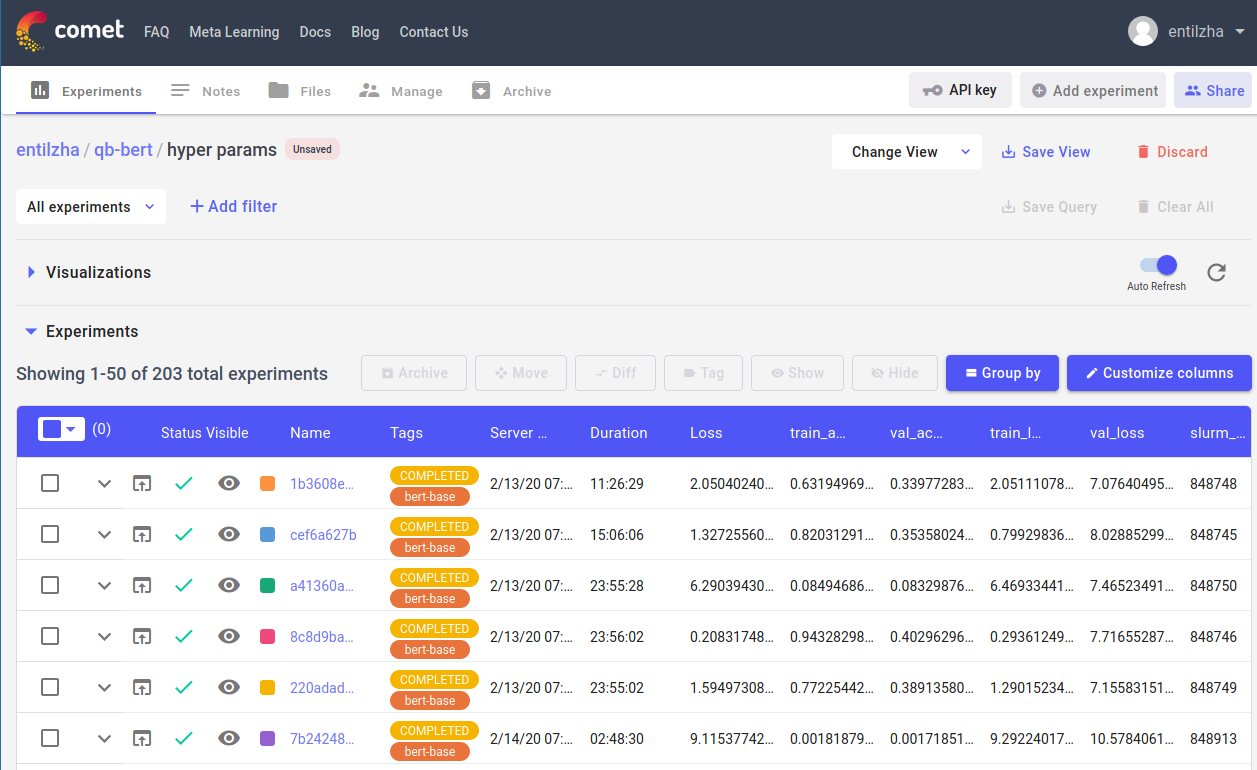 comet FAQ Meta Learning Docs Blog Contact Us entilzha
Experiments Notes Files Manage Archive API key Add experiment Share
entilzha / qb-bert / hyper params Unsaved Change View Save View Discard
All experiments + Add filter Save Query Clear All
Visualizations
Auto Refresh
Experiments
Showing 1-50 of 203 total experiments Archive Move Diff Tag Show Hide Group by Customize columns
(0) Status Visible Name Tags Server ... Duration Loss train_a... val_ac... train_l... val_loss slurm_...
COMPLETED
1b3608e... 2/13/20 07:... 11:26:29 2.05040240... 0.63194969... 0.33977283... 2.05111078... 7.07640495... 848748
bert-base
COMPLETED
cef6a627b 2/13/20 07:... 15:06:06 1.32725560... 0.82031291... 0.35358024... 0.79929836... 8.02885299... 848745
bert-base
COMPLETED
a41360a... 2/13/20 07:... 23:55:28 6.29039430... 0.08494686... 0.08329876... 6.46933441... 7.46523491... 848750
bert-base
COMPLETED
8c8d9ba... 2/13/20 07:... 23:56:02 0.20831748... 0.94328298... 0.40296296... 0.29361249... 7.71655287... 848746
bert-base
COMPLETED
220adad... 2/13/20 07:... 23:55:02 1.59497308... 0.77225442... 0.38913580... 1.29015234... 7.15583151... 848749
bert-base
COMPLETED
7b24248... 2/14/20 07:... 02:48:30 9.11537742... 0.00181879... 0.00171851... 9.29224017... 10.5784061... 848913
bert-base